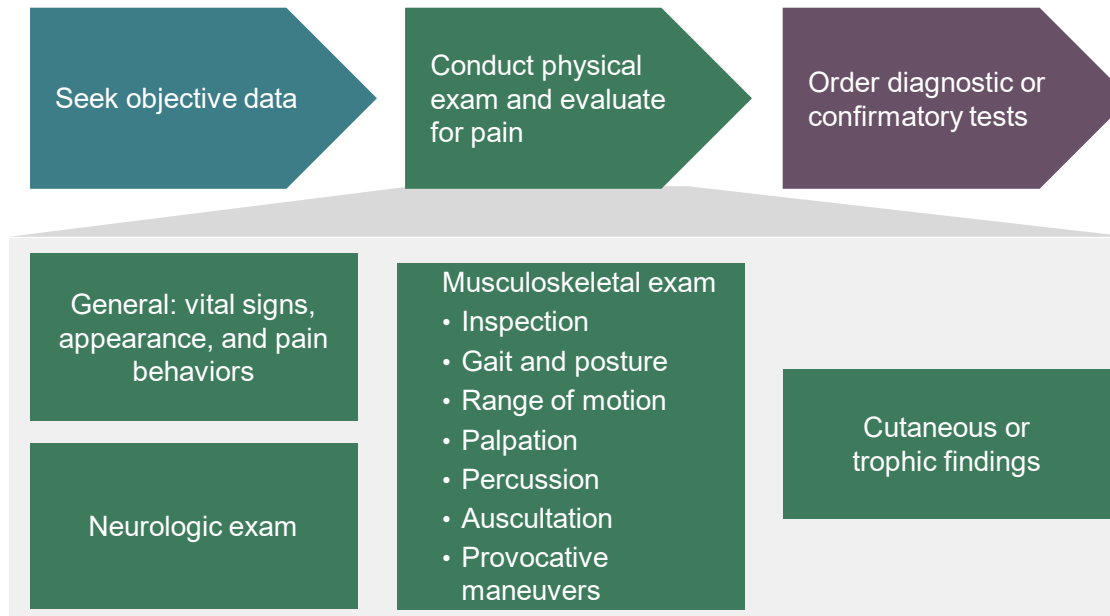 Seek objective data
Conduct physical
exam and evaluate
for pain
Order diagnostic or
confirmatory tests
General: vital signs,
appearance, and pain
behaviors
Neurologic exam
Musculoskeletal exam
• Inspection
• Gait and posture
• Range of motion
• Palpation
• Percussion
• Auscultation
• Provocative
maneuvers
Cutaneous or
trophic findings